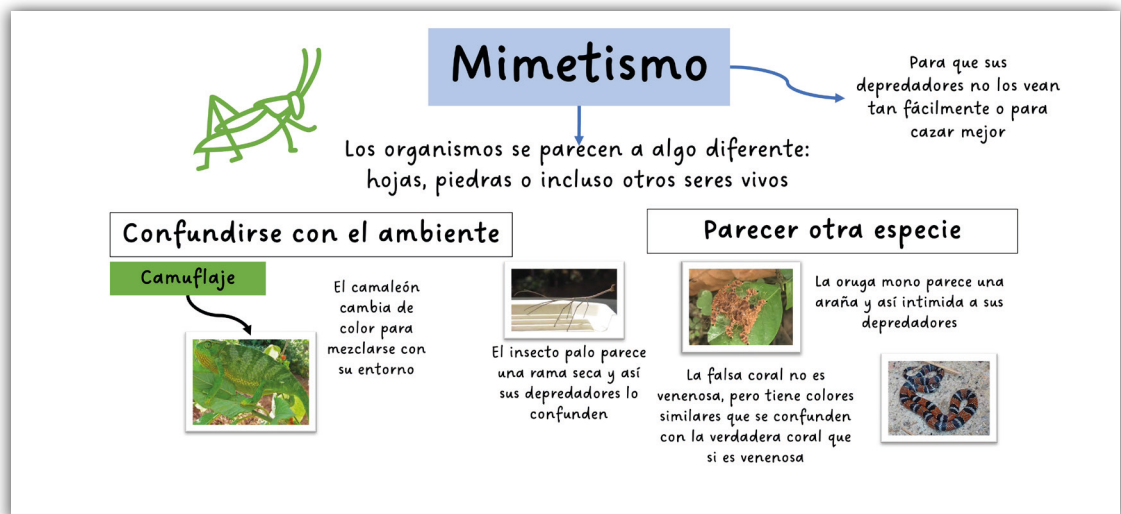 Mimetismo
Para que sus
depredadores no los vean
tan fácilmente o para
cazar mejor
Los organismos se parecen a algo diferente:
hojas, piedras o incluso otros seres vivos
Confundirse con el ambiente
Camuflaje
El camaleón
cambia de
color para
mezclarse con
su entorno
El insecto palo parece
una rama seca y así
sus depredadores lo
confunden
Parecer otra especie
La oruga mono parece una
araña y así intimida a sus
depredadores
La falsa coral no es
venenosa, pero tiene colores
similares que se confunden
con la verdadera coral que
si es venenosa